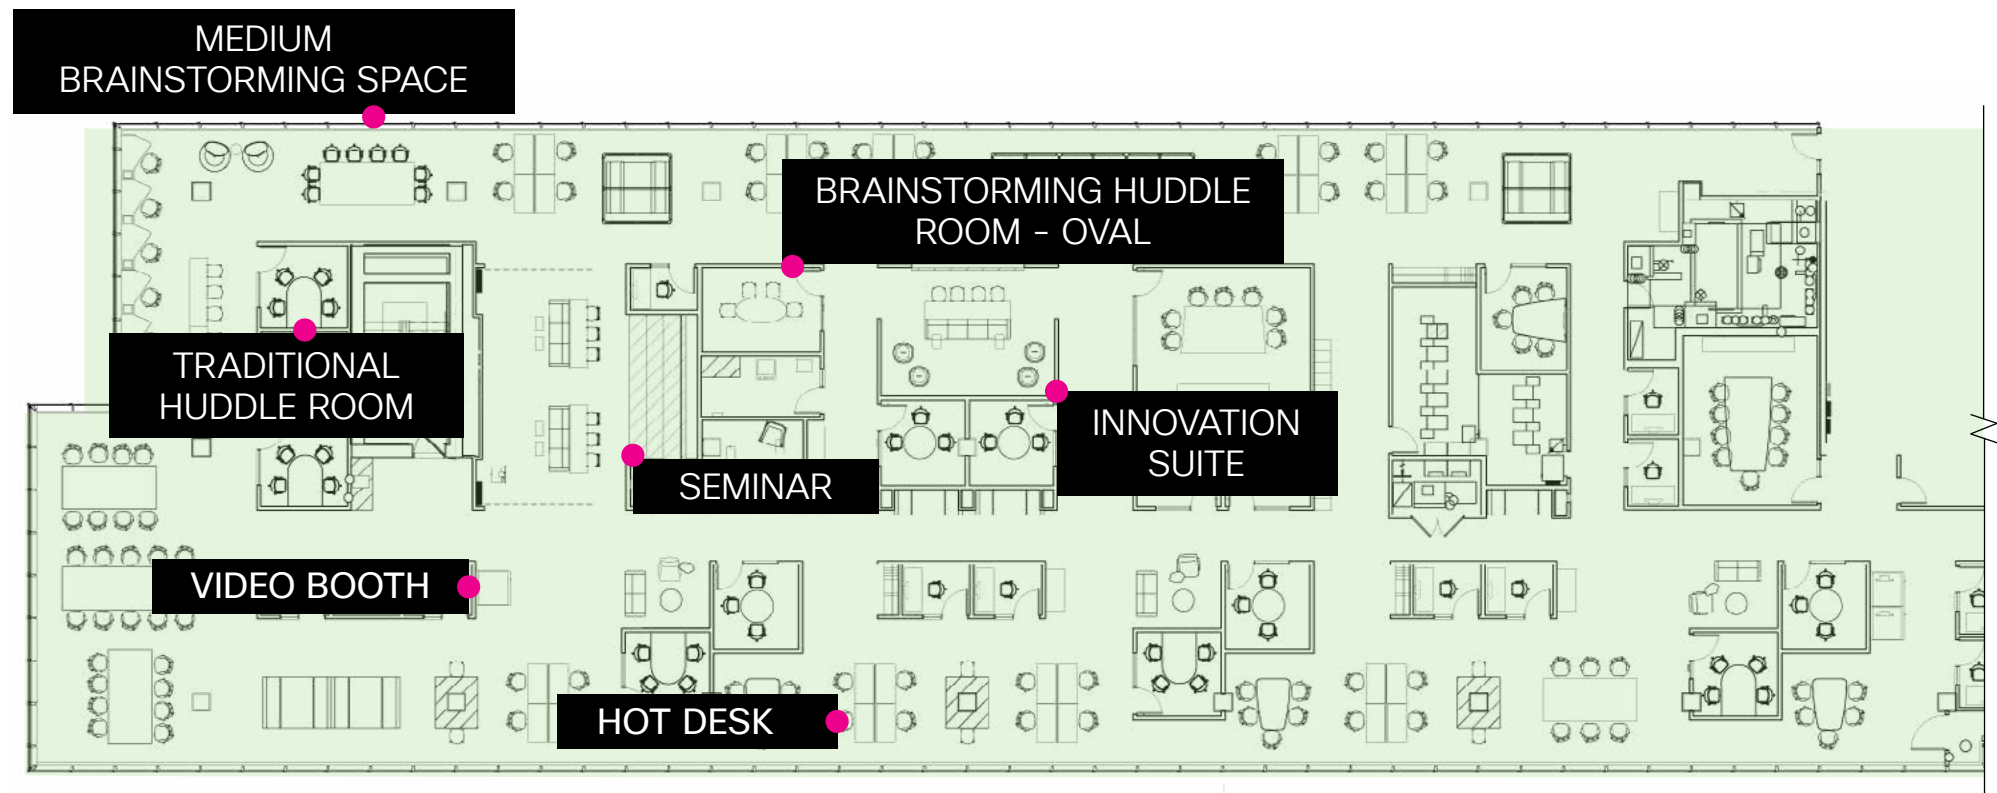 MEDIUM
BRAINSTORMING SPACE
BRAINSTORMING HUDDLE
ROOM - OVAL
TRADITIONAL
HUDDLE ROOM
INNOVATION
SUITE
SEMINAR
VIDEO BOOTH
HOT DESK